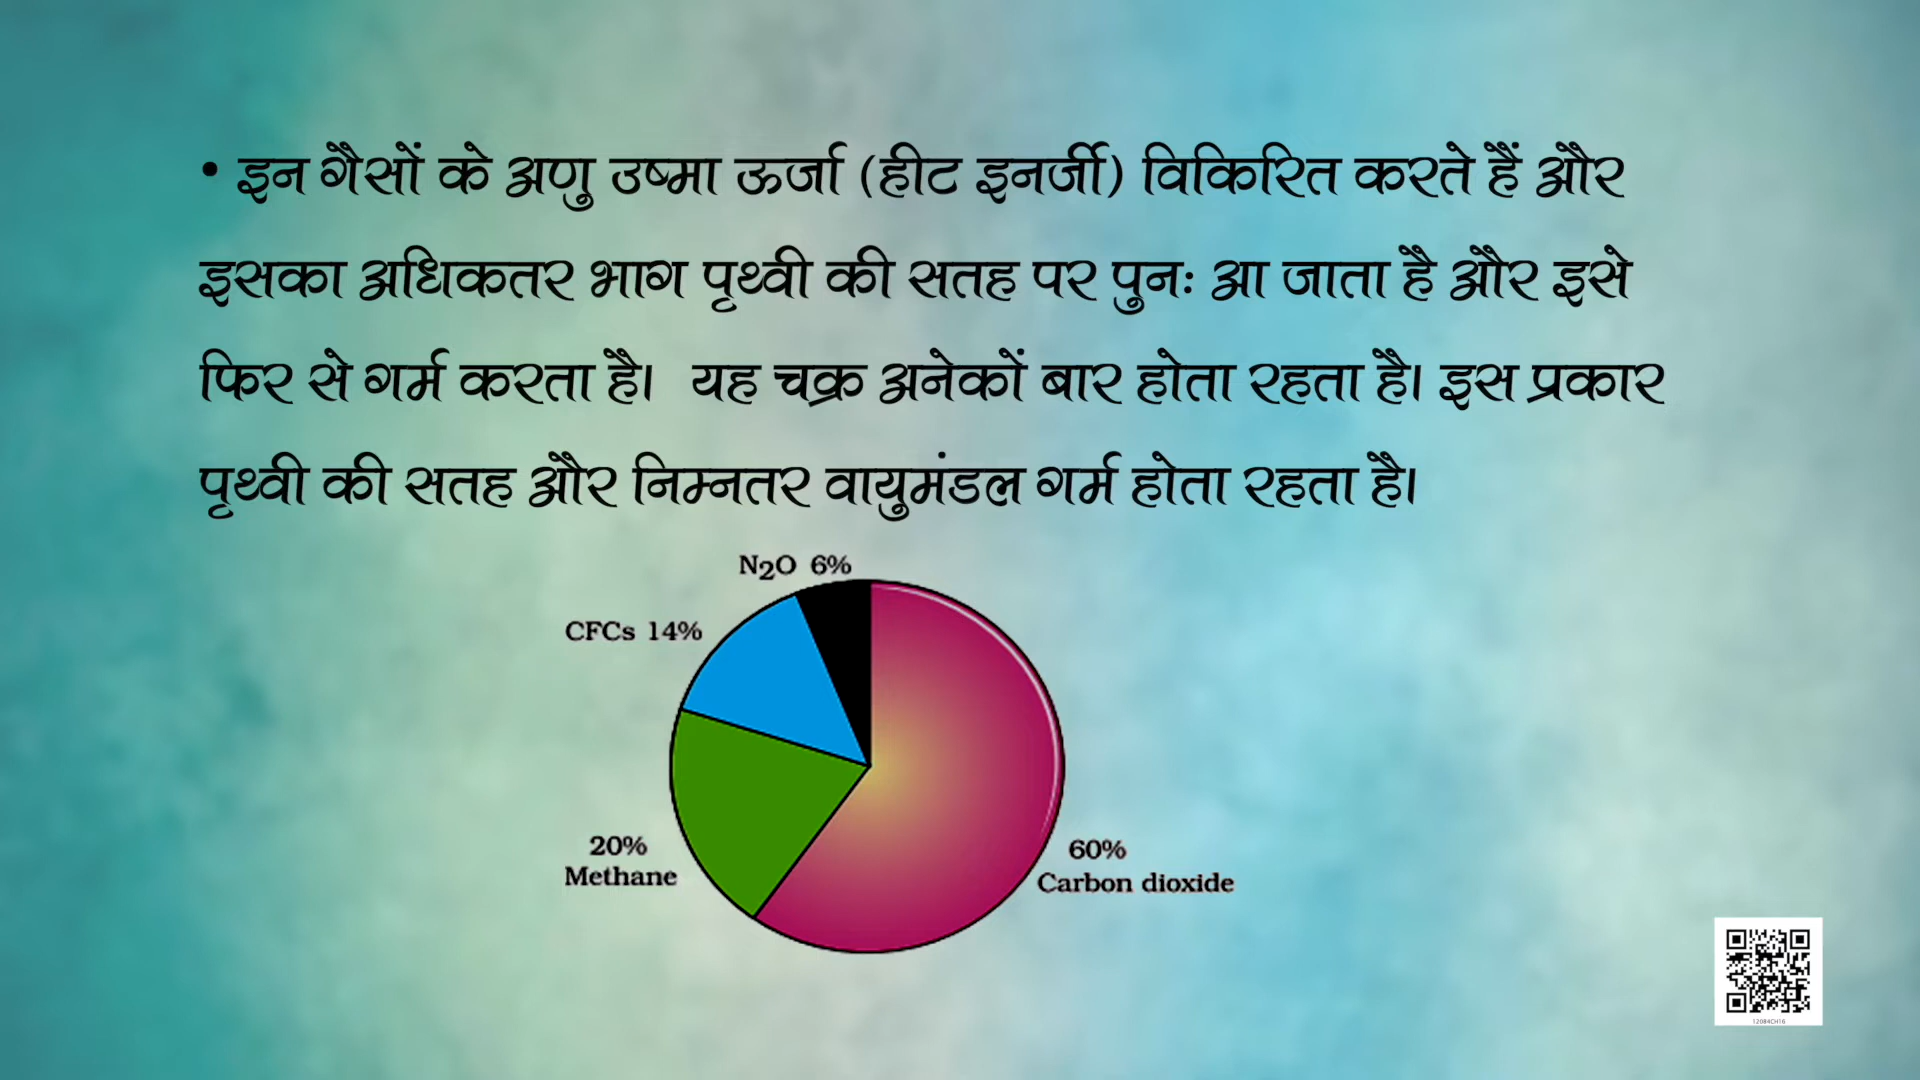 • इन गैसों के अणु उष्मा ऊर्जा (हीट इनर्जी) विकिरित करते हैं और
इसका अधिकतर भाग पृथ्वी की सतह पर पुनः आ जाता है और इसे
फिर से गर्म करता है। यह चक्र अनेकों बार होता रहता है। इस प्रकार
पृथ्वी की सतह और निम्नतर वायुमंडल गर्म होता रहता है।
N2O 6%
CFCs 14%
20%
Methane
60%
Carbon dioxide
12084CH16